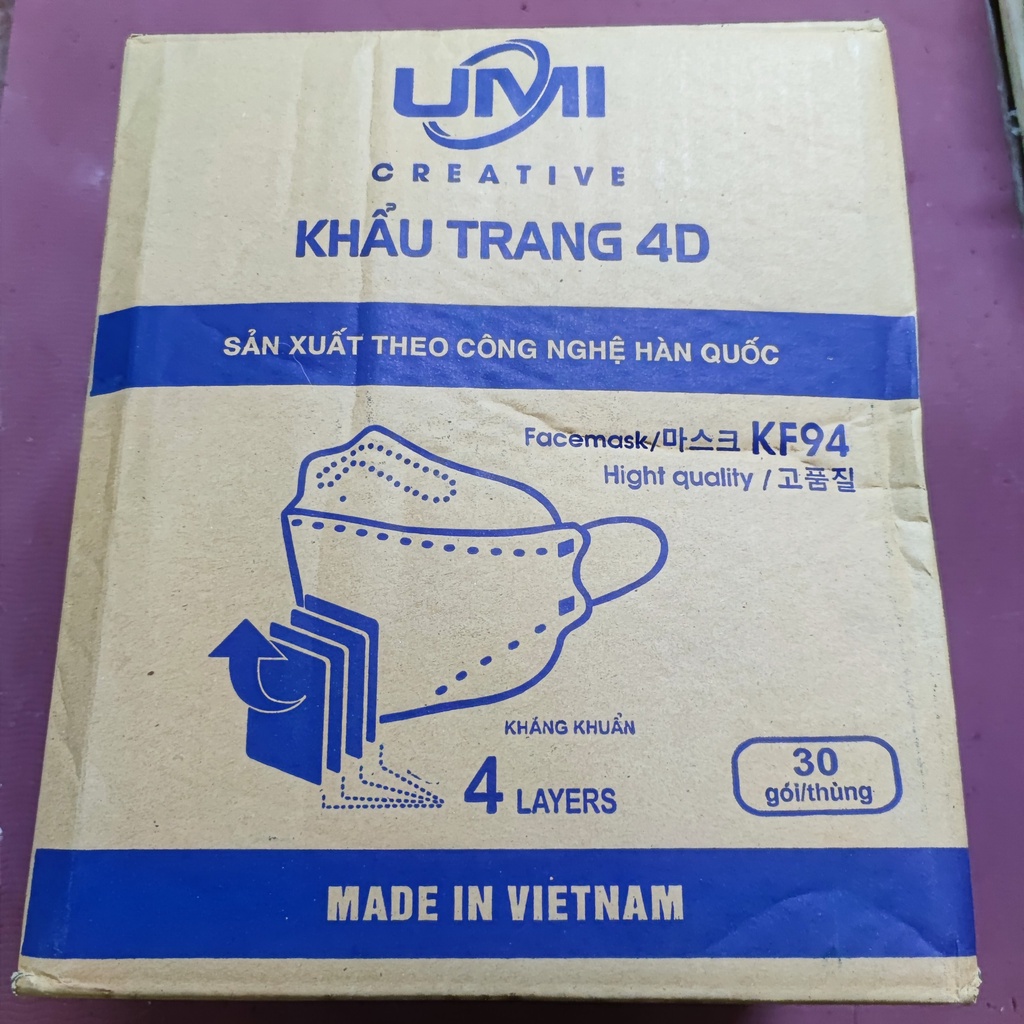 UMI
CREATIVE
KHẨU TRANG 4D
SẢN XUẤT THEO CÔNG NGHỆ HÀN QUỐC
Facemask/마스크 KF94
Hight quality / 고품질
KHÁNG KHUẨN
4 LAYERS
30
gói/thùng
MADE IN VIETNAM